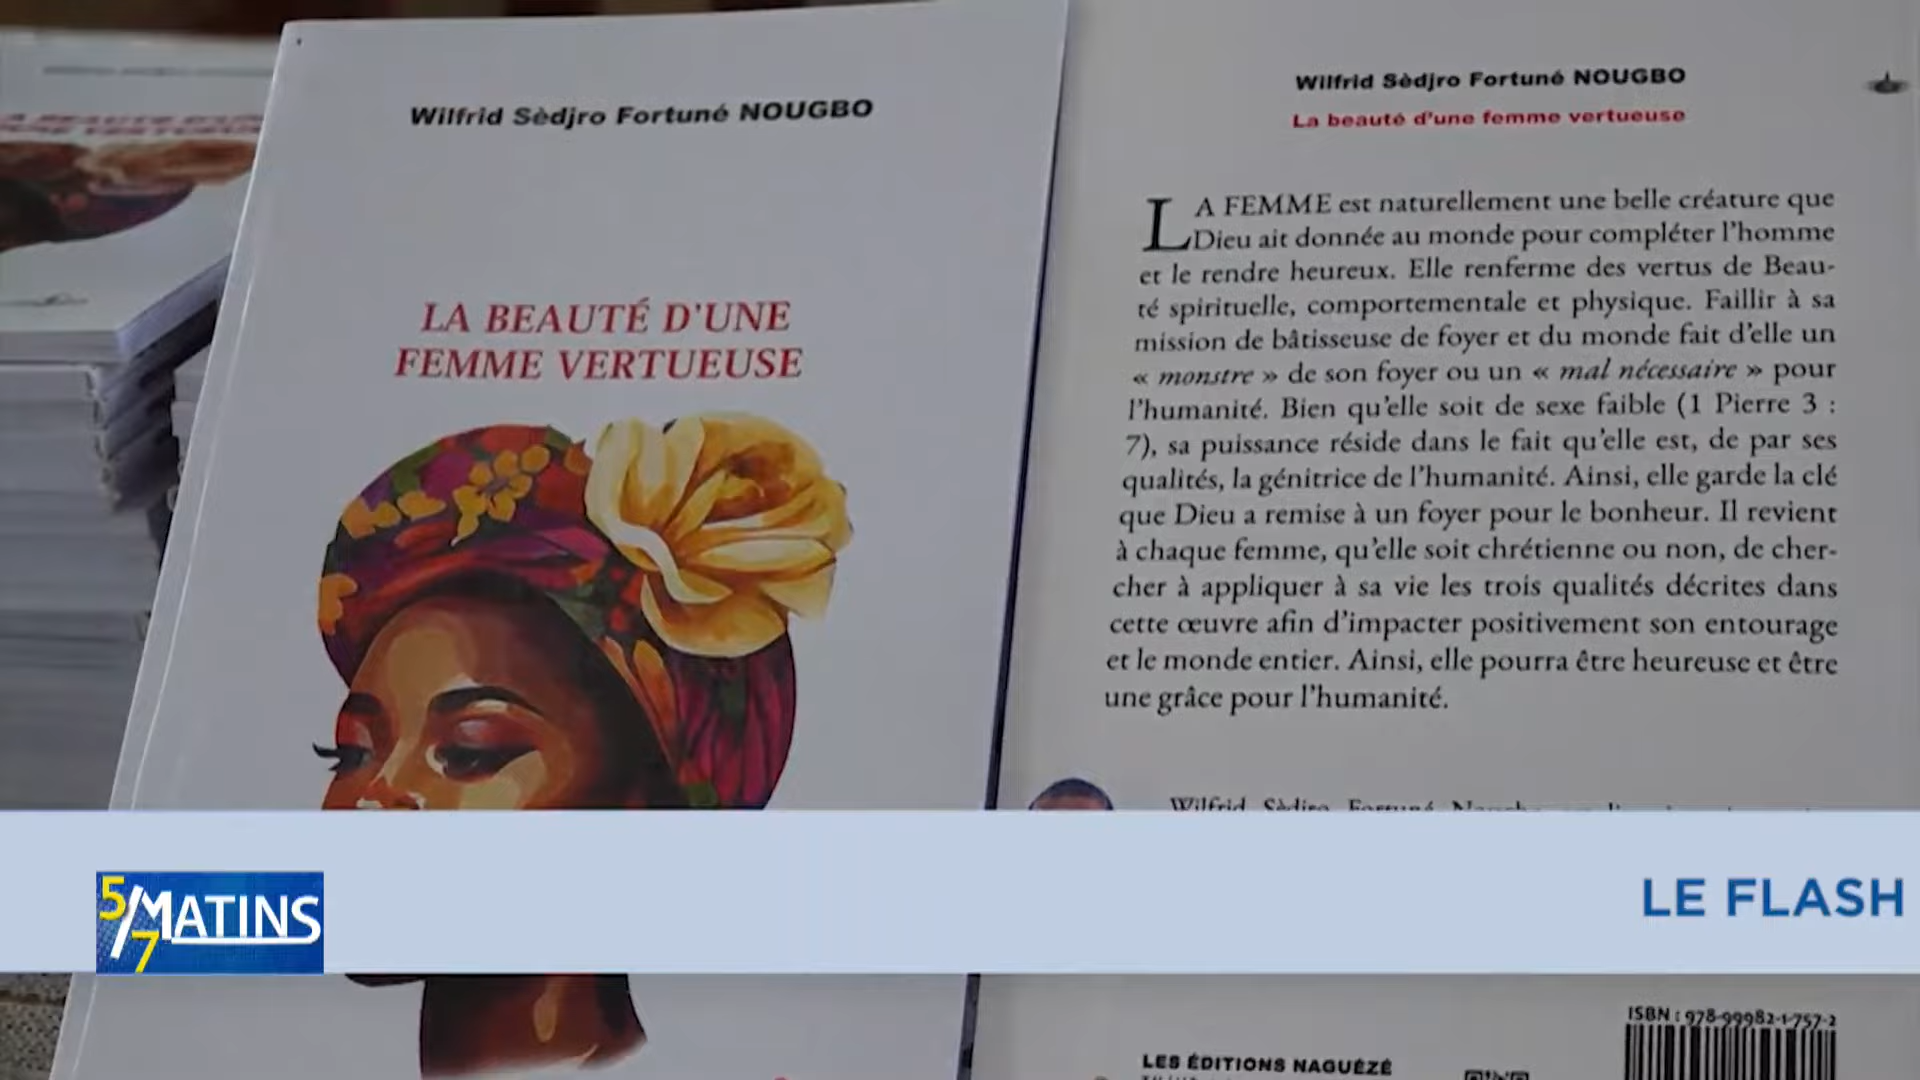 Wilfrid Sèdjro Fortuné NOUGBO
LA BEAUTÉ D'UNE
FEMME VERTUEUSE
Wilfrid Sèdjro Fortuné NOUGBO
La beauté d'une femme vertueuse
LA FEMME est naturellement une belle créature que
Dieu ait donnée au monde pour compléter l'homme
et le rendre heureux. Elle renferme des vertus de Beau-
té spirituelle, comportementale et physique. Faillir à sa
mission de bâtisseuse de foyer et du monde fait d'elle un
« monstre » de son foyer ou un « mal nécessaire » pour
l'humanité. Bien qu'elle soit de sexe faible (1 Pierre 3 :
7), sa puissance réside dans le fait qu'elle est, de par ses
qualités, la génitrice de l'humanité. Ainsi, elle garde la clé
que Dieu a remise à un foyer pour le bonheur. Il revient
à chaque femme, qu'elle soit chrétienne ou non, de cher-
cher à appliquer à sa vie les trois qualités décrites dans
cette œuvre afin d'impacter positivement son entourage
et le monde entier. Ainsi, elle pourra être heureuse et être
une grâce pour l'humanité.
Wilfrid Sèdjro Fortuné
5/7 MATINS
LE FLASH
ISBN : 978-99982-1-757-2
LES ÉDITIONS NAGUÉZÉ